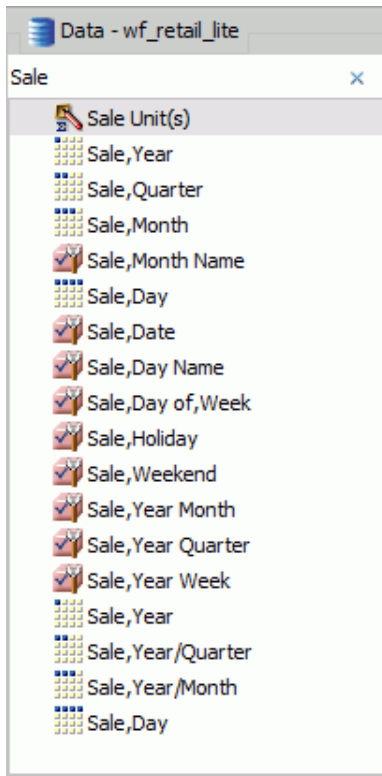 Data - wf_retail_lite
Sale
Sale Unit(s)
Sale,Year
Sale,Quarter
Sale,Month
Sale,Month Name
Sale,Day
Sale,Date
Sale,Day Name
Sale,Day of,Week
Sale,Holiday
Sale,Weekend
Sale,Year Month
Sale,Year Quarter
Sale,Year Week
Sale,Year
Sale,Year/Quarter
Sale,Year/Month
Sale,Day